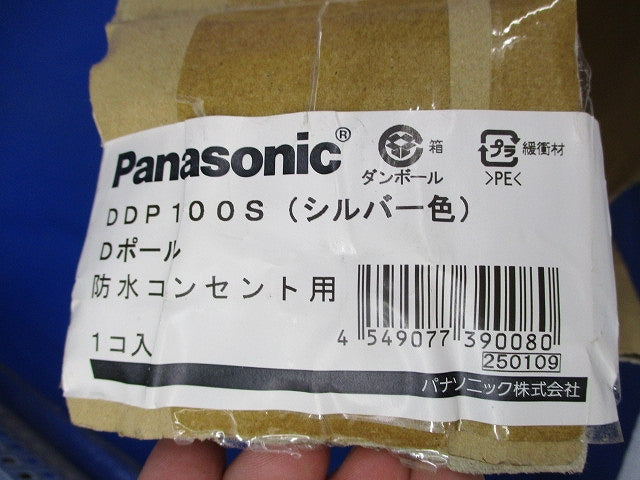 Panasonic®
箱
ダンボール
プラ
緩衝材
>PE<
DDP100S（シルバー色）
Dポール
防水コンセント用
1コ入
4 549077 390080
250109
パナソニック株式会社